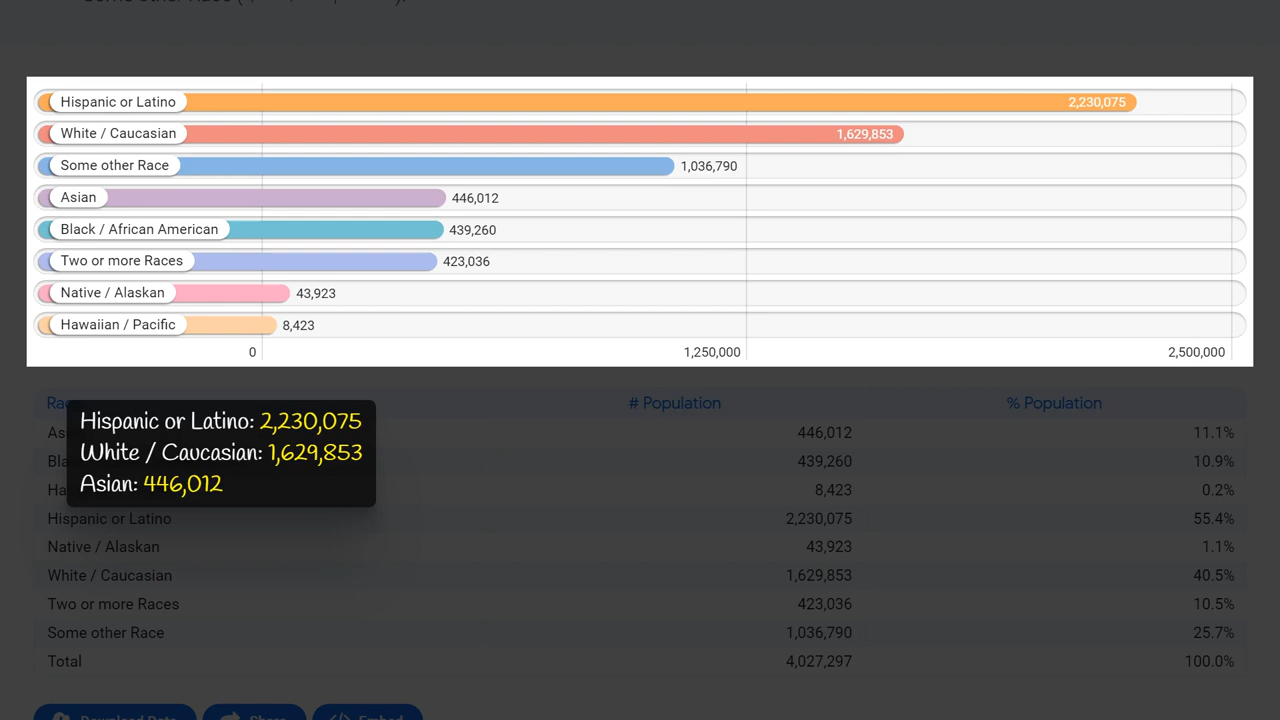 Hispanic or Latino 2,230,075
White / Caucasian 1,629,853
Some other Race 1,036,790
Asian 446,012
Black / African American 439,260
Two or more Races 423,036
Native / Alaskan 43,923
Hawaiian / Pacific 8,423
0 1,250,000 2,500,000
# Population % Population
446,012 11.1%
439,260 10.9%
8,423 0.2%
Hispanic or Latino: 2,230,075
White / Caucasian: 1,629,853
Asian: 446,012
Hispanic or Latino 2,230,075 55.4%
Native / Alaskan 43,923 1.1%
White / Caucasian 1,629,853 40.5%
Two or more Races 423,036 10.5%
Some other Race 1,036,790 25.7%
Total 4,027,297 100.0%